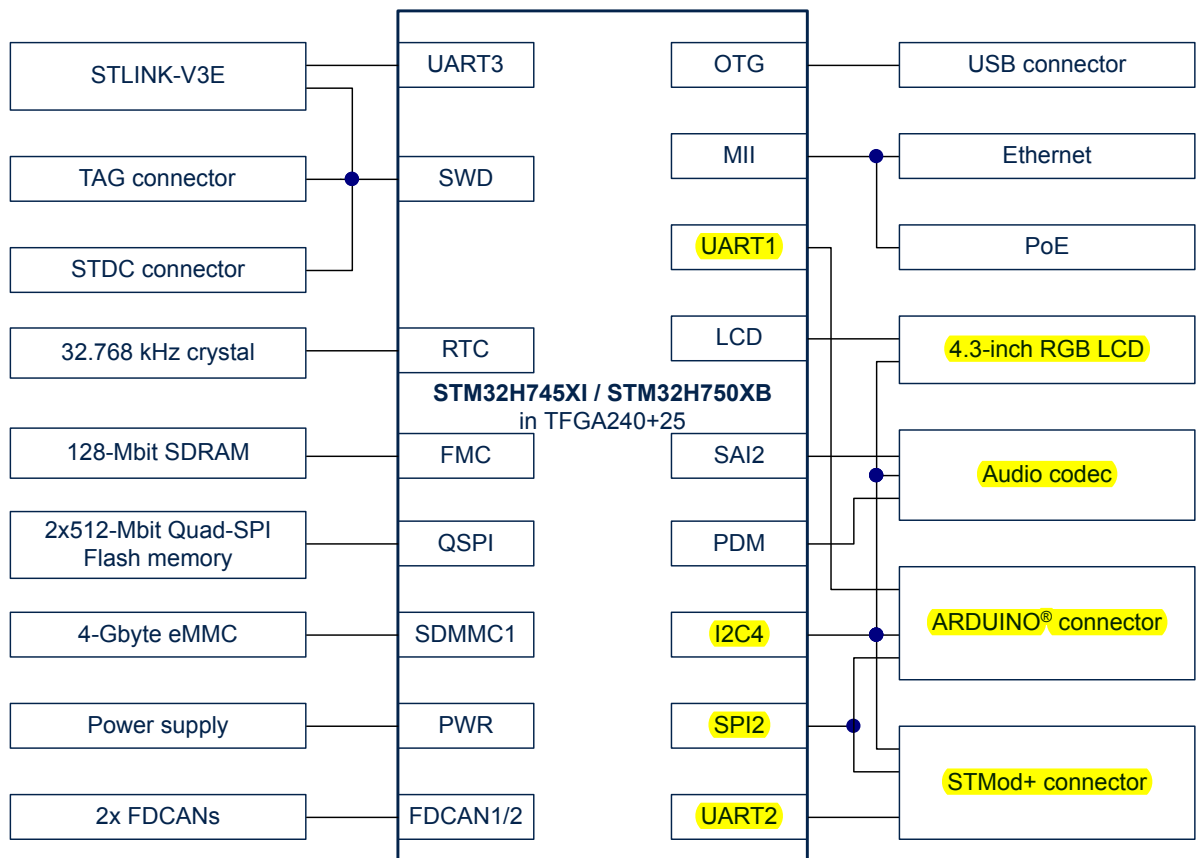 STLINK-V3E
TAG connector
STDC connector
32.768 kHz crystal
128-Mbit SDRAM
2x512-Mbit Quad-SPI
Flash memory
4-Gbyte eMMC
Power supply
2x FDCANs
UART3
SWD
RTC
STM32H745XI / STM32H750XB
in TFGA240+25
FMC
QSPI
SDMMC1
PWR
FDCAN1/2
OTG
MII
UART1
LCD
SAI2
PDM
I2C4
SPI2
UART2
USB connector
Ethernet
PoE
4.3-inch RGB LCD
Audio codec
ARDUINO® connector
STMod+ connector